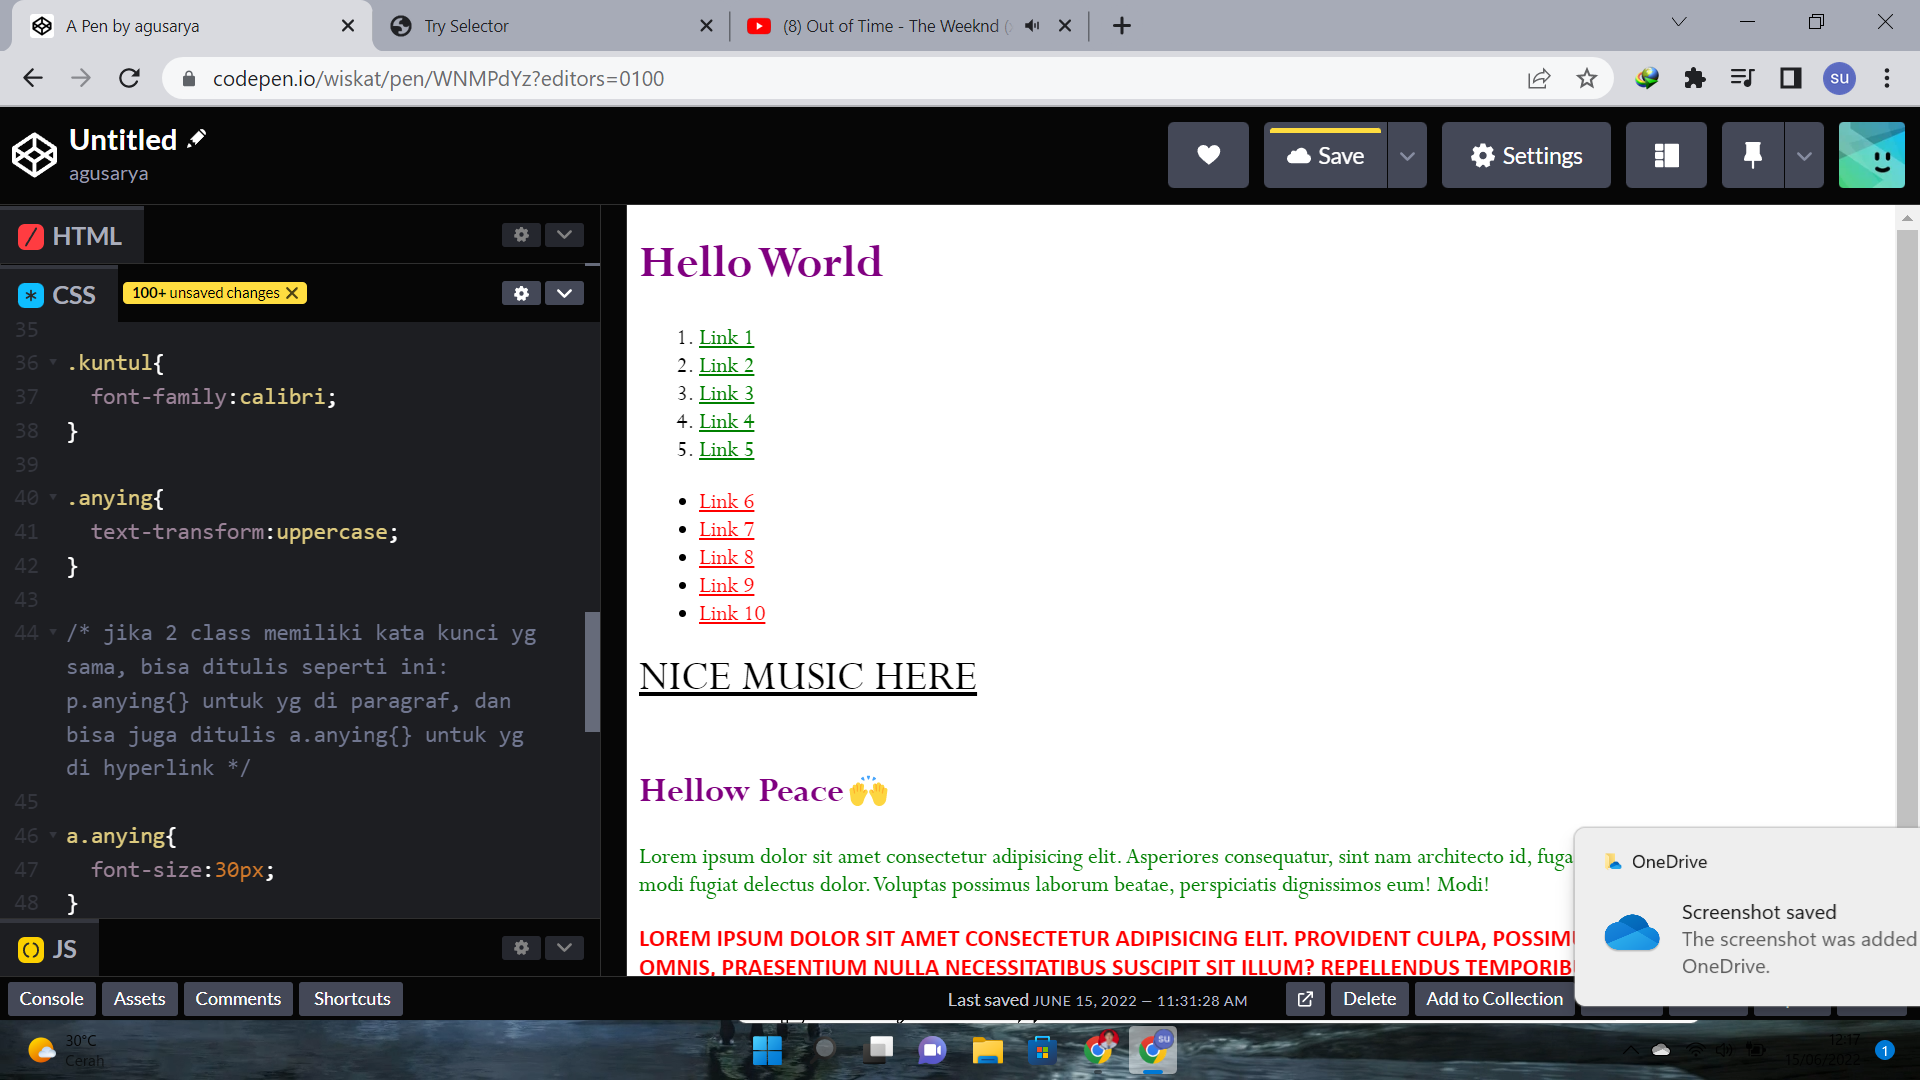 A Pen by agusarya
Try Selector
(8) Out of Time - The Weeknd (
codepen.io/wiskat/pen/WNMPdYz?editors=0100
su
Untitled
agusarya
Save
Settings
HTML
CSS
100+ unsaved changes
35
36 .kuntul{
37 font-family:calibri;
38 }
39
40 .anying{
41 text-transform:uppercase;
42 }
43
44 /* jika 2 class memiliki kata kunci yg
sama, bisa ditulis seperti ini:
p.anying{} untuk yg di paragraf, dan
bisa juga ditulis a.anying{} untuk yg
di hyperlink */
45
46 a.anying{
47 font-size:30px;
48 }
JS
Hello World
1. Link 1
2. Link 2
3. Link 3
4. Link 4
5. Link 5
• Link 6
• Link 7
• Link 8
• Link 9
• Link 10
NICE MUSIC HERE
Hellow Peace 🙌
Lorem ipsum dolor sit amet consectetur adipisicing elit. Asperiores consequatur, sint nam architecto id, fuga
modi fugiat delectus dolor. Voluptas possimus laborum beatae, perspiciatis dignissimos eum! Modi!
LOREM IPSUM DOLOR SIT AMET CONSECTETUR ADIPISICING ELIT. PROVIDENT CULPA, POSSIM
OMNIS, PRAESENTIUM NULLA NECESSITATIBUS SUSCIPIT SIT ILLUM? REPELLENDUS TEMPORIB
OneDrive
Screenshot saved
The screenshot was added
OneDrive.
Console
Assets
Comments
Shortcuts
Last saved JUNE 15, 2022 — 11:31:28 AM
Delete
Add to Collection
30°C
Cerah
su
12:17
15/06/2022
1